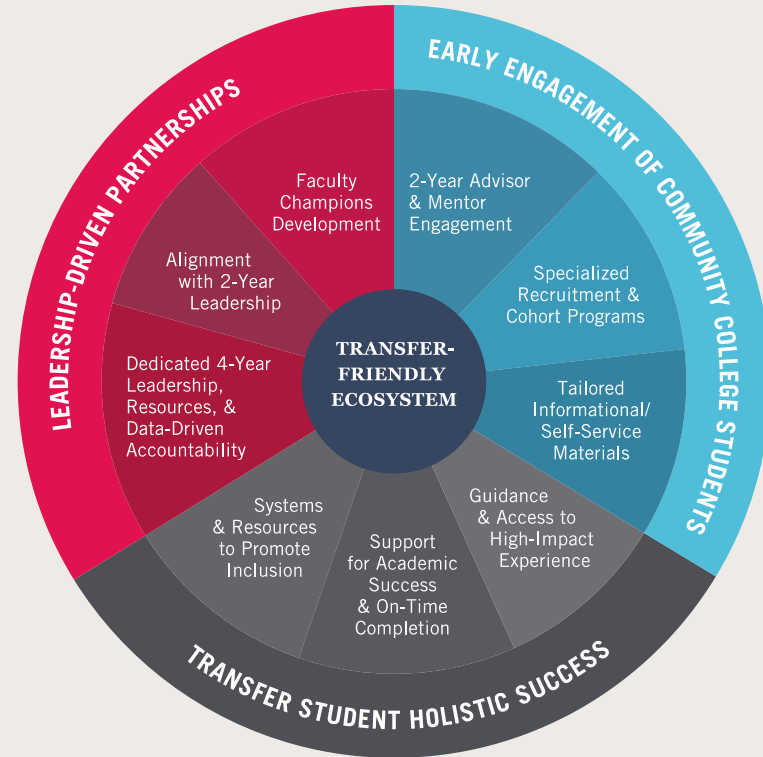 LEADERSHIP-DRIVEN PARTNERSHIPS
EARLY ENGAGEMENT OF COMMUNITY COLLEGE STUDENTS
TRANSFER STUDENT HOLISTIC SUCCESS
Faculty
Champions
Development
Alignment
with 2-Year
Leadership
Dedicated 4-Year
Leadership,
Resources, &
Data-Driven
Accountability
2-Year Advisor
& Mentor
Engagement
Specialized
Recruitment &
Cohort Programs
Tailored
Informational/
Self-Service
Materials
Guidance
& Access to
High-Impact
Experience
Support
for Academic
Success
& On-Time
Completion
Systems
& Resources
to Promote
Inclusion
TRANSFER-
FRIENDLY
ECOSYSTEM